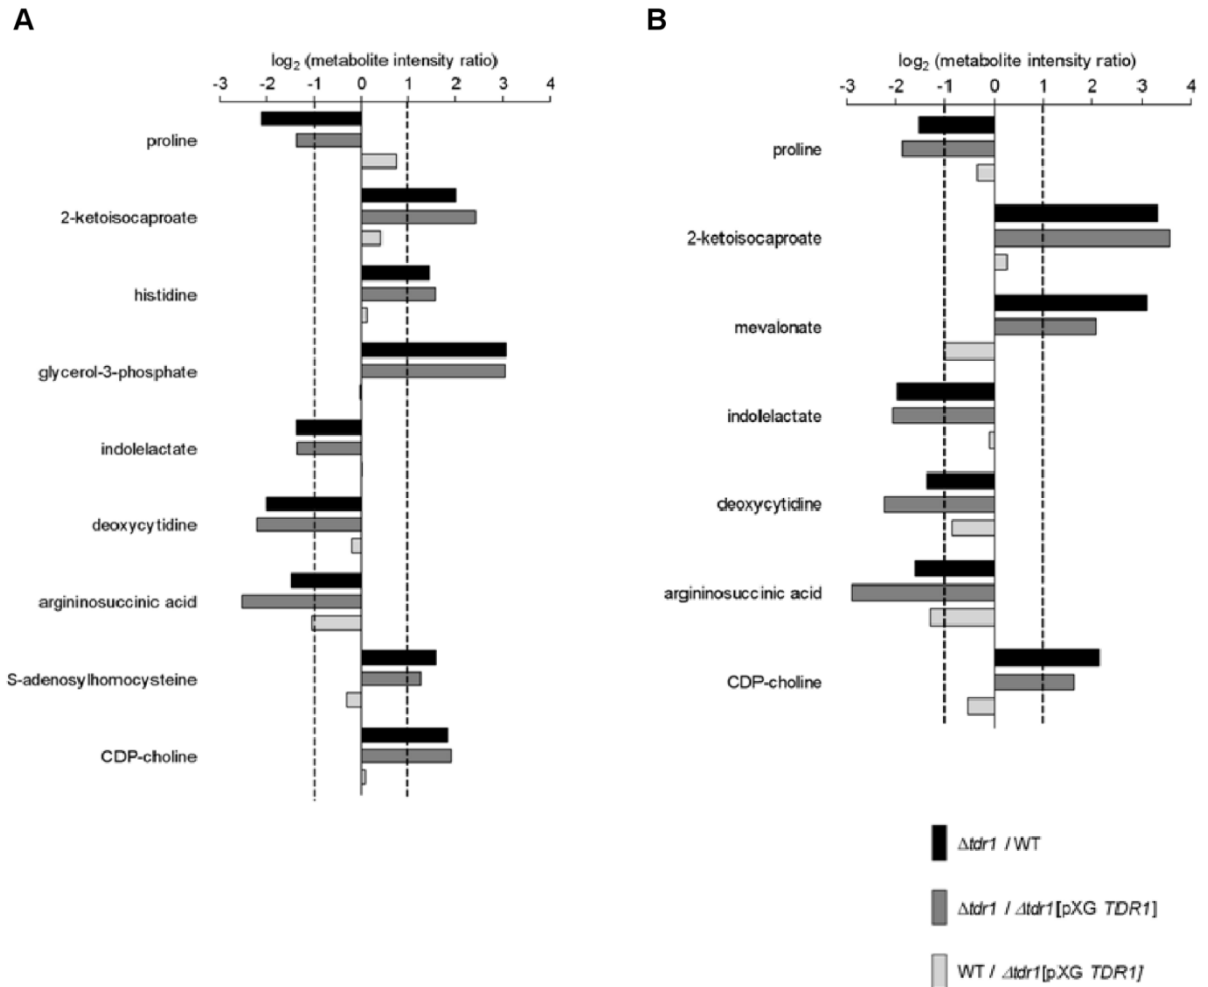 A
log2 (metabolite intensity ratio)
-3 -2 -1 0 1 2 3 4
proline
2-ketoisocaproate
histidine
glycerol-3-phosphate
indolelactate
deoxycytidine
argininosuccinic acid
S-adenosylhomocysteine
CDP-choline
B
log2 (metabolite intensity ratio)
-3 -2 -1 0 1 2 3 4
proline
2-ketoisocaproate
mevalonate
indolelactate
deoxycytidine
argininosuccinic acid
CDP-choline
Δtdr1 / WT
Δtdr1 / Δtdr1[pXG TDR1]
WT / Δtdr1[pXG TDR1]